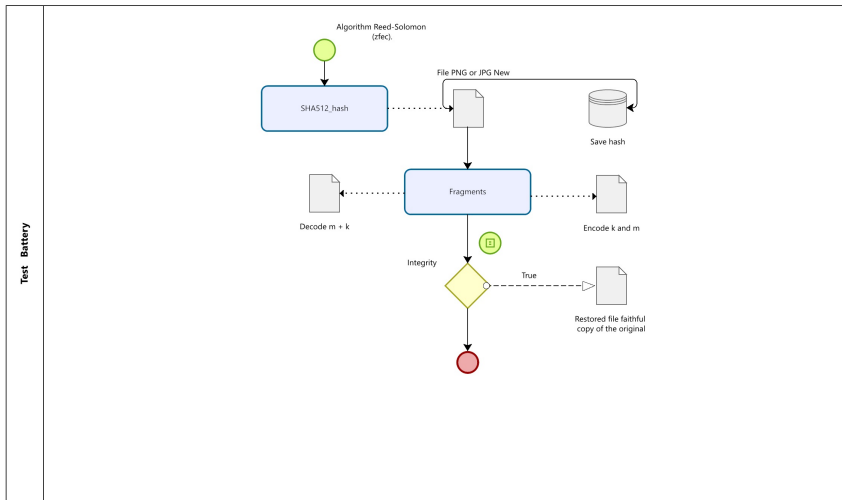 Algorithm Reed-Solomon
(zfec).
File PNG or JPG New
SHA512_hash
Save hash
Fragments
Decode m + k
Encode k and m
Integrity
True
Restored file faithful
copy of the original
Test Battery